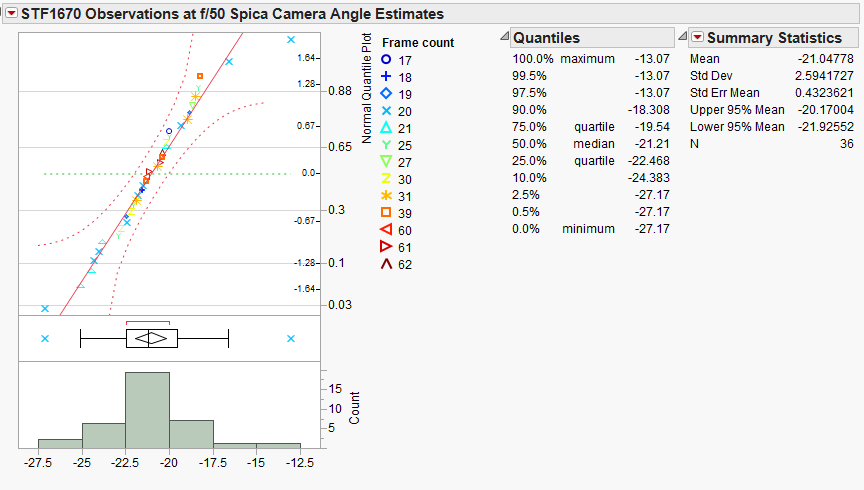 STF1670 Observations at f/50 Spica Camera Angle Estimates
1.64
1.28
0.67
0.0
-0.67
-1.28
-1.64
0.88
0.65
0.3
0.1
0.03
Normal Quantile Plot
15
10
5
Count
-27.5 -25 -22.5 -20 -17.5 -15 -12.5
Frame count
17
18
19
20
21
25
27
30
31
39
60
61
62
Quantiles
100.0% maximum -13.07
99.5% -13.07
97.5% -13.07
90.0% -18.308
75.0% quartile -19.54
50.0% median -21.21
25.0% quartile -22.468
10.0% -24.383
2.5% -27.17
0.5% -27.17
0.0% minimum -27.17
Summary Statistics
Mean -21.04778
Std Dev 2.5941727
Std Err Mean 0.4323621
Upper 95% Mean -20.17004
Lower 95% Mean -21.92552
N 36